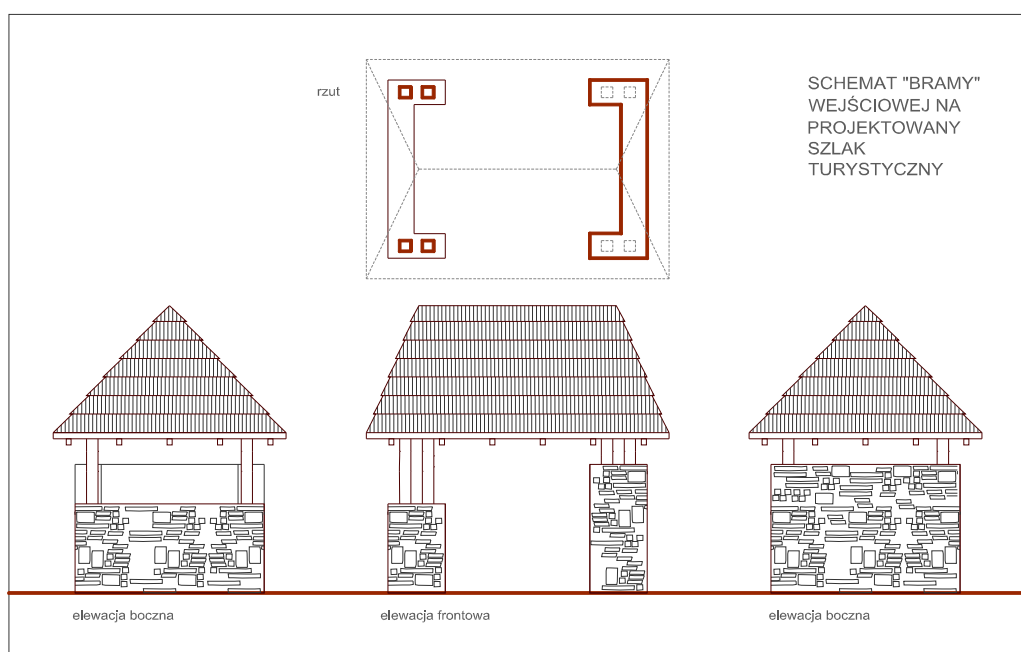 rzut
SCHEMAT "BRAMY"
WEJŚCIOWEJ NA
PROJEKTOWANY
SZLAK
TURYSTYCZNY
elewacja boczna
elewacja frontowa
elewacja boczna